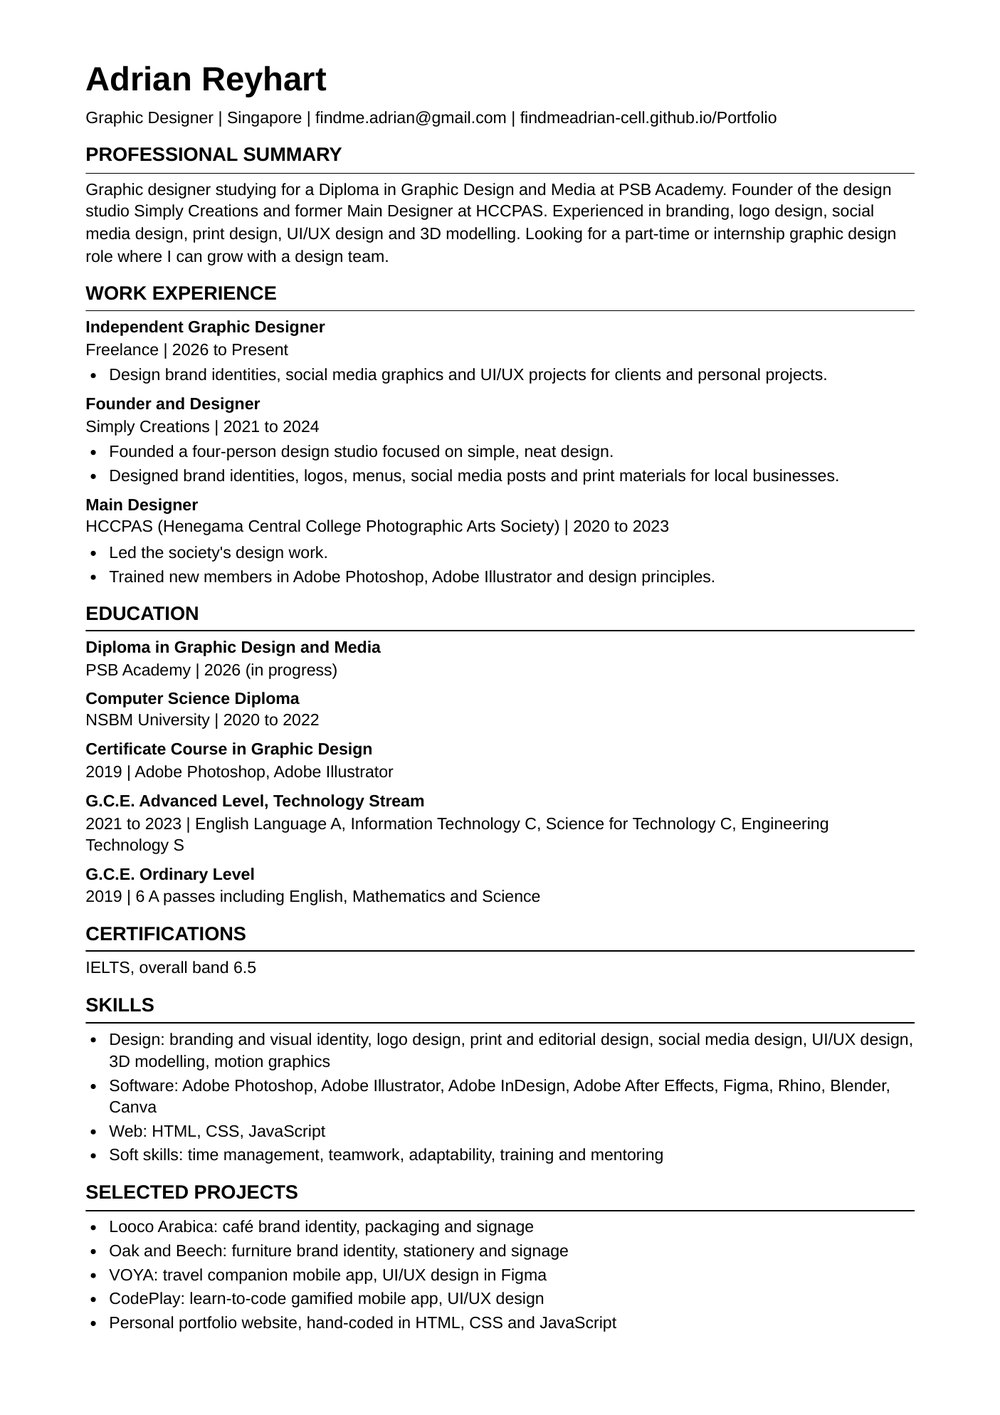 Adrian Reyhart
Graphic Designer | Singapore | findme.adrian@gmail.com | findmeadrian-cell.github.io/Portfolio
PROFESSIONAL SUMMARY
Graphic designer studying for a Diploma in Graphic Design and Media at PSB Academy. Founder of the design
studio Simply Creations and former Main Designer at HCCPAS. Experienced in branding, logo design, social
media design, print design, UI/UX design and 3D modelling. Looking for a part-time or internship graphic design
role where I can grow with a design team.
WORK EXPERIENCE
Independent Graphic Designer
Freelance | 2026 to Present
• Design brand identities, social media graphics and UI/UX projects for clients and personal projects.
Founder and Designer
Simply Creations | 2021 to 2024
• Founded a four-person design studio focused on simple, neat design.
• Designed brand identities, logos, menus, social media posts and print materials for local businesses.
Main Designer
HCCPAS (Henegama Central College Photographic Arts Society) | 2020 to 2023
• Led the society's design work.
• Trained new members in Adobe Photoshop, Adobe Illustrator and design principles.
EDUCATION
Diploma in Graphic Design and Media
PSB Academy | 2026 (in progress)
Computer Science Diploma
NSBM University | 2020 to 2022
Certificate Course in Graphic Design
2019 | Adobe Photoshop, Adobe Illustrator
G.C.E. Advanced Level, Technology Stream
2021 to 2023 | English Language A, Information Technology C, Science for Technology C, Engineering
Technology S
G.C.E. Ordinary Level
2019 | 6 A passes including English, Mathematics and Science
CERTIFICATIONS
IELTS, overall band 6.5
SKILLS
• Design: branding and visual identity, logo design, print and editorial design, social media design, UI/UX design,
3D modelling, motion graphics
• Software: Adobe Photoshop, Adobe Illustrator, Adobe InDesign, Adobe After Effects, Figma, Rhino, Blender,
Canva
• Web: HTML, CSS, JavaScript
• Soft skills: time management, teamwork, adaptability, training and mentoring
SELECTED PROJECTS
• Looco Arabica: café brand identity, packaging and signage
• Oak and Beech: furniture brand identity, stationery and signage
• VOYA: travel companion mobile app, UI/UX design in Figma
• CodePlay: learn-to-code gamified mobile app, UI/UX design
• Personal portfolio website, hand-coded in HTML, CSS and JavaScript